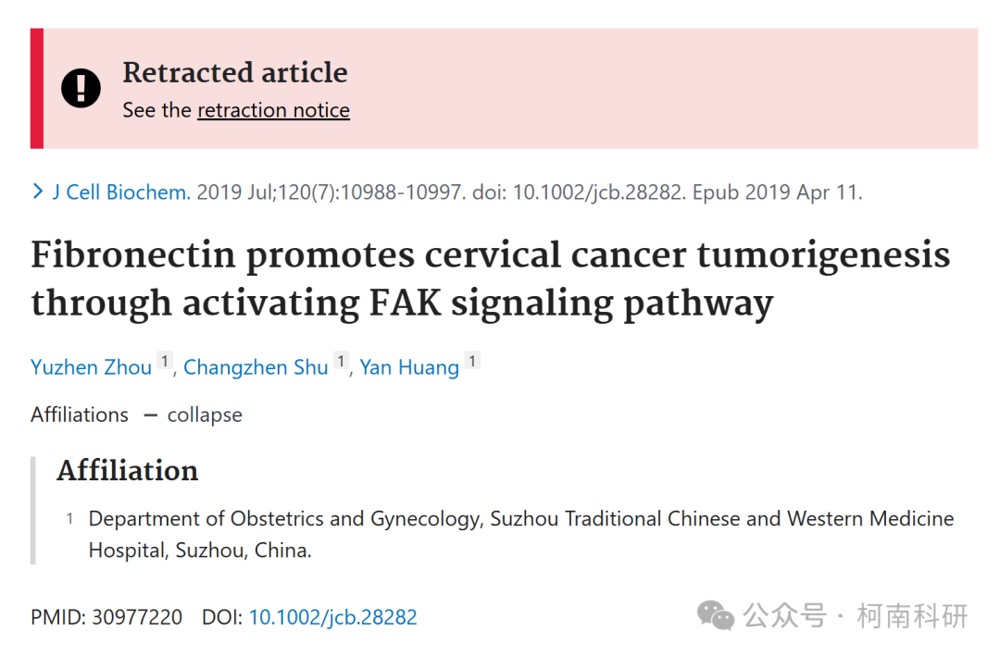 Retracted article
See the retraction notice
> J Cell Biochem. 2019 Jul;120(7):10988-10997. doi: 10.1002/jcb.28282. Epub 2019 Apr 11.
Fibronectin promotes cervical cancer tumorigenesis
through activating FAK signaling pathway
Yuzhen Zhou 1, Changzhen Shu 1, Yan Huang 1
Affiliations — collapse
Affiliation
1 Department of Obstetrics and Gynecology, Suzhou Traditional Chinese and Western Medicine
Hospital, Suzhou, China.
PMID: 30977220 DOI: 10.1002/jcb.28282
公众号 · 柯南科研